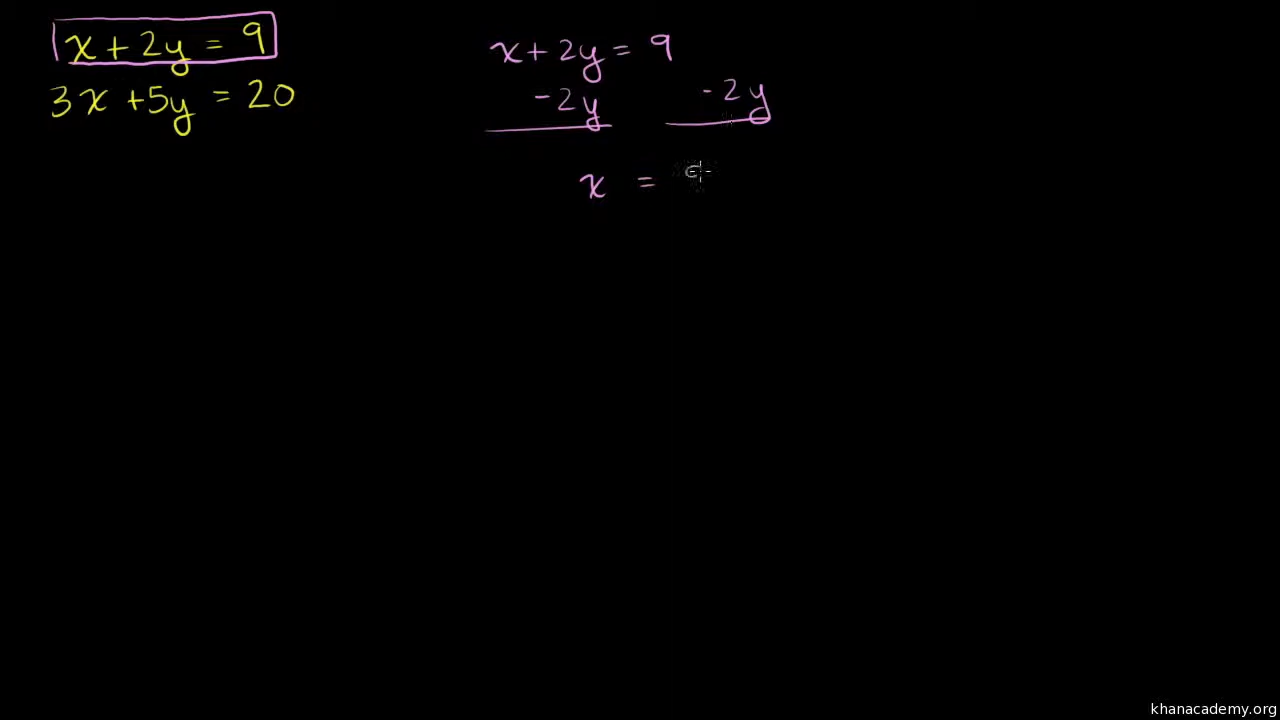 x + 2y = 9
3x + 5y = 20
x + 2y = 9
- 2y - 2y
x =
khanacademy.org